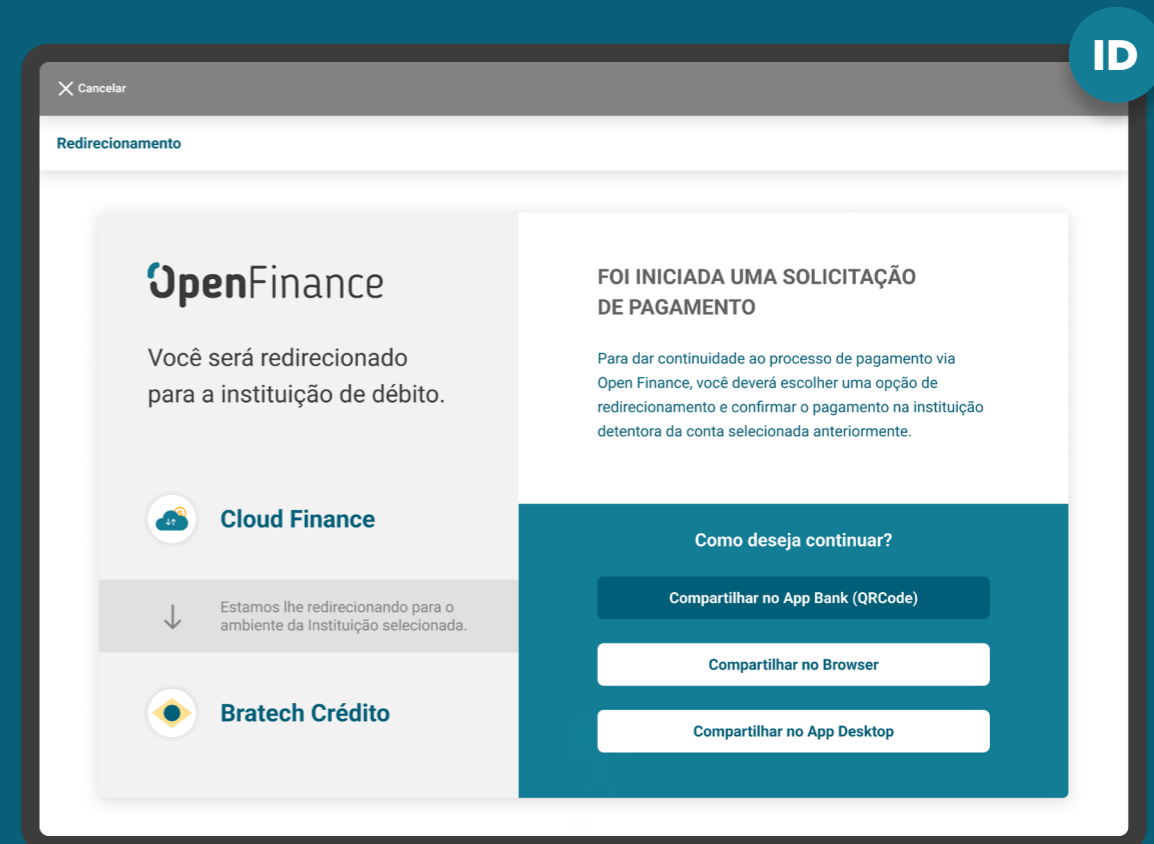 ID
Cancelar
Redirecionamento
OpenFinance
Você será redirecionado
para a instituição de débito.
Cloud Finance
Estamos lhe redirecionando para o
ambiente da Instituição selecionada.
Bratech Crédito
FOI INICIADA UMA SOLICITAÇÃO
DE PAGAMENTO
Para dar continuidade ao processo de pagamento via
Open Finance, você deverá escolher uma opção de
redirecionamento e confirmar o pagamento na instituição
detentora da conta selecionada anteriormente.
Como deseja continuar?
Compartilhar no App Bank (QRCode)
Compartilhar no Browser
Compartilhar no App Desktop